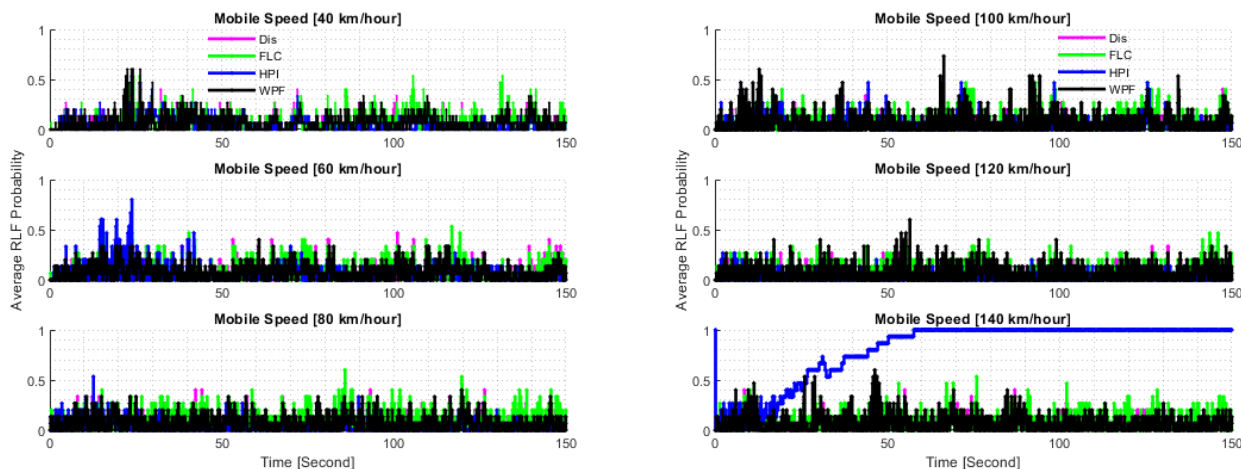 Mobile Speed [40 km/hour]
1
0.5
0
0
50
100
150
Dis
FLC
HPI
WPF
Mobile Speed [60 km/hour]
1
0.5
0
0
50
100
150
Average RLF Probability
Mobile Speed [80 km/hour]
1
0.5
0
0
50
100
150
Time [Second]
Mobile Speed [100 km/hour]
1
0.5
0
0
50
100
150
Dis
FLC
HPI
WPF
Mobile Speed [120 km/hour]
1
0.5
0
0
50
100
150
Average RLF Probability
Mobile Speed [140 km/hour]
1
0.5
0
0
50
100
150
Time [Second]